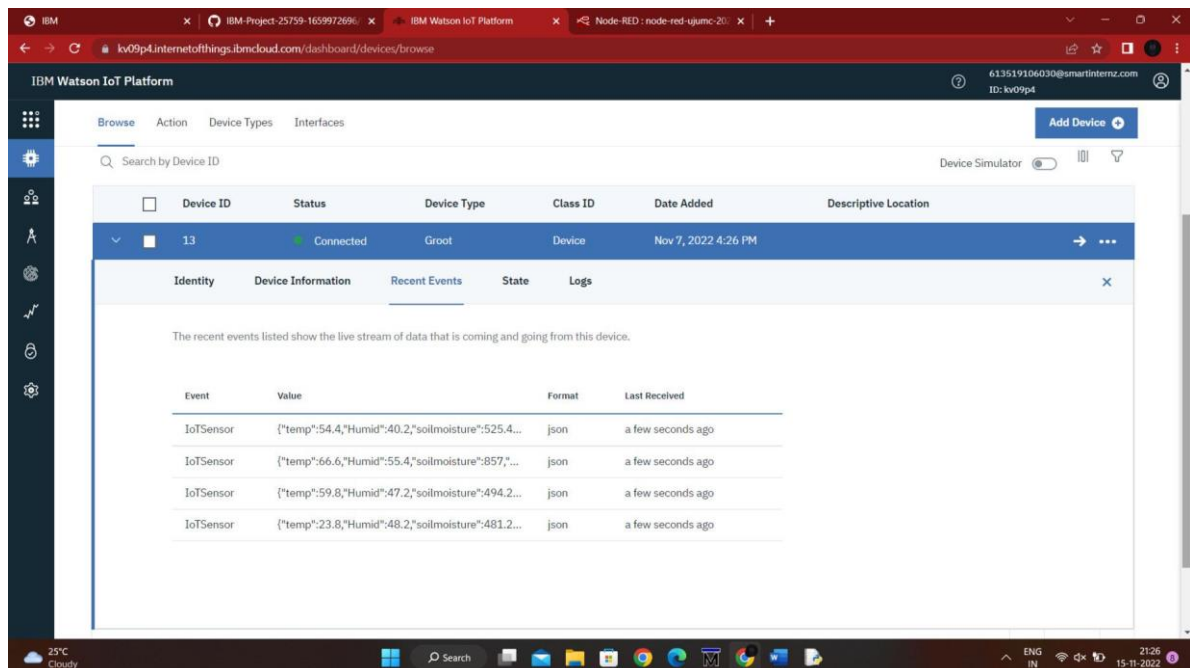 IBM
IBM-Project-25759-1659972696/
IBM Watson IoT Platform
Node-RED : node-red-ujumc-202
kv09p4.internetofthings.ibmcloud.com/dashboard/devices/browse
IBM Watson IoT Platform
613519106030@smartinternz.com
ID: kv09p4
Browse Action Device Types Interfaces
Add Device
Search by Device ID
Device Simulator
Device ID Status Device Type Class ID Date Added Descriptive Location
13 Connected Groot Device Nov 7, 2022 4:26 PM
Identity Device Information Recent Events State Logs
The recent events listed show the live stream of data that is coming and going from this device.
Event Value Format Last Received
IoTSensor {"temp":54.4,"Humid":40.2,"soilmoisture":525.4... json a few seconds ago
IoTSensor {"temp":66.6,"Humid":55.4,"soilmoisture":857,"... json a few seconds ago
IoTSensor {"temp":59.8,"Humid":47.2,"soilmoisture":494.2... json a few seconds ago
IoTSensor {"temp":23.8,"Humid":48.2,"soilmoisture":481.2... json a few seconds ago
25°C
Cloudy
Search
ENG
IN
21:26
15-11-2022
8